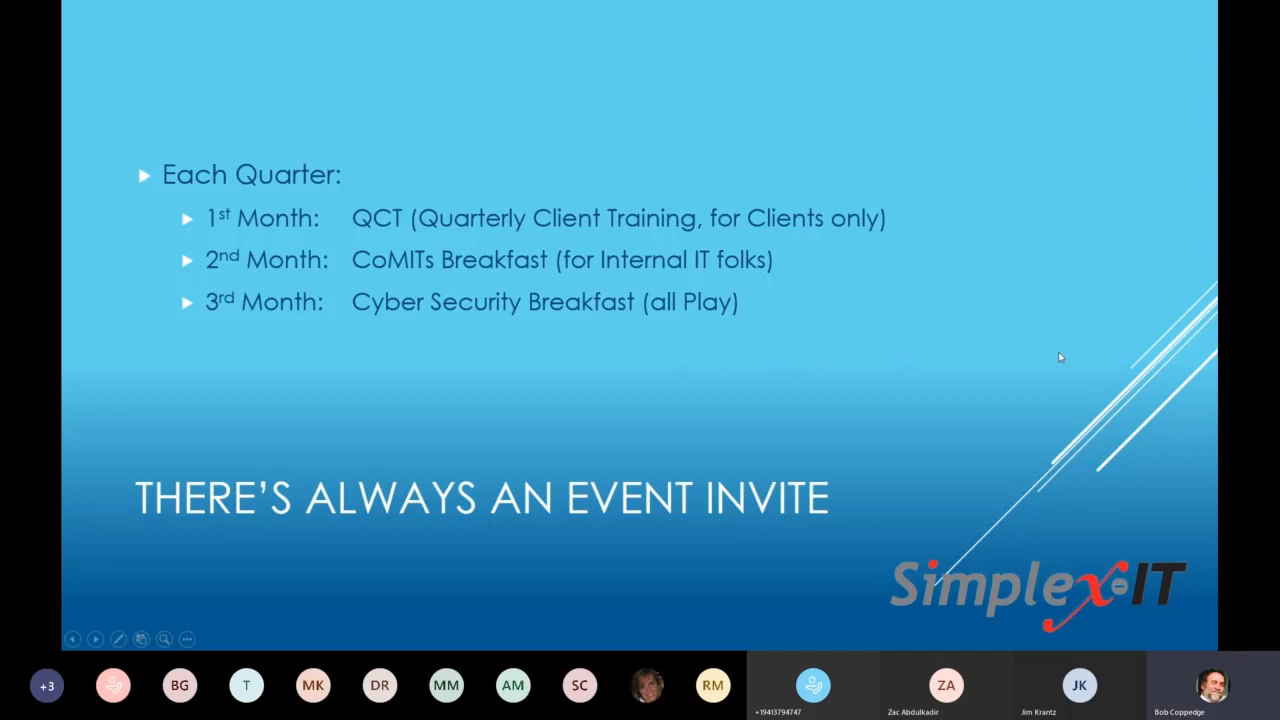 Each Quarter:
1st Month: QCT (Quarterly Client Training, for Clients only)
2nd Month: CoMITs Breakfast (for Internal IT folks)
3rd Month: Cyber Security Breakfast (all Play)
THERE'S ALWAYS AN EVENT INVITE
Simplex-IT
+3 BG T MK DR MM AM SC RM ZA JK
+19413794747 Zac Abdulkadir Jim Krantz Bob Coppedge